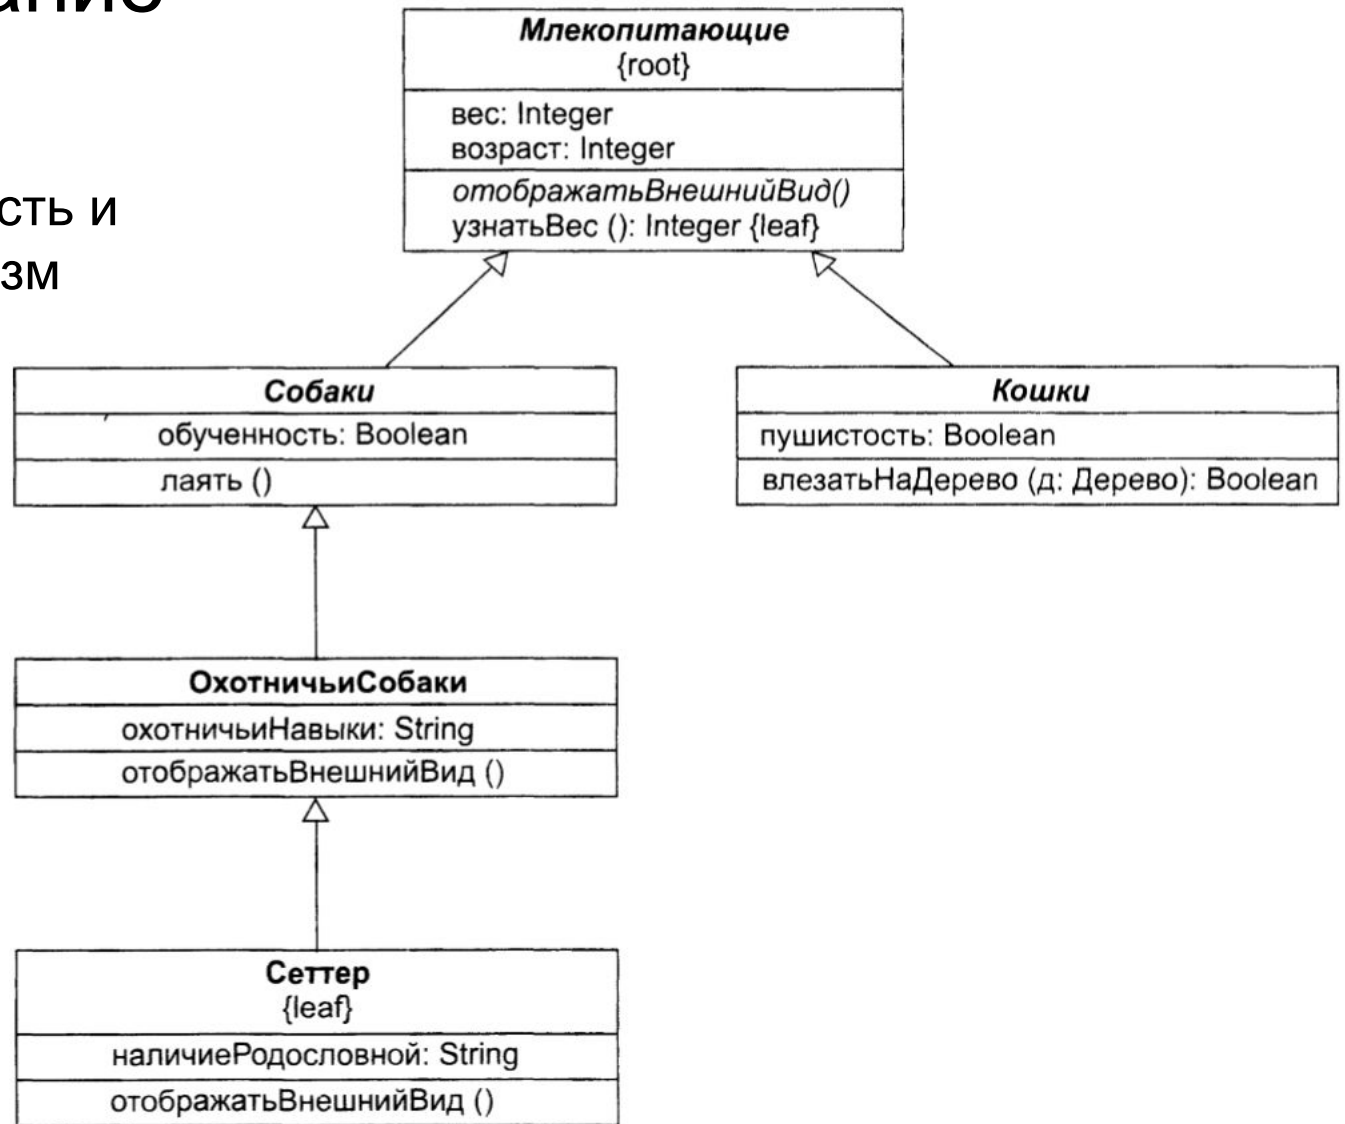 Млекопитающие
{root}
вес: Integer
возраст: Integer
отображатьВнешнийВид()
узнатьВес (): Integer {leaf}
Собаки
обученность: Boolean
лаять ()
Кошки
пушистость: Boolean
влезатьНаДерево (д: Дерево): Boolean
ОхотничьиСобаки
охотничьиНавыки: String
отображатьВнешнийВид ()
Сеттер
{leaf}
наличиеРодословной: String
отображатьВнешнийВид ()